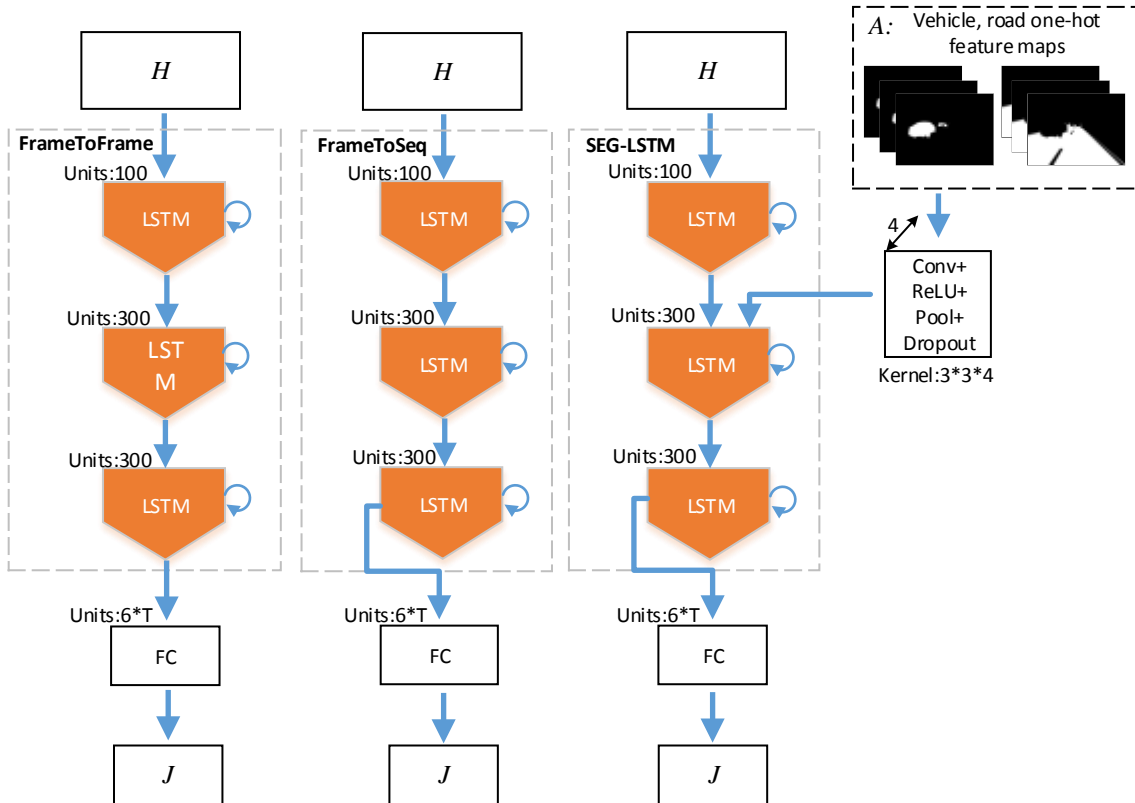 H
FrameToFrame
Units:100
LSTM
Units:300
LST
M
Units:300
LSTM
Units:6*T
FC
J
H
FrameToSeq
Units:100
LSTM
Units:300
LSTM
Units:300
LSTM
Units:6*T
FC
J
H
SEG-LSTM
Units:100
LSTM
Units:300
LSTM
Units:300
LSTM
Units:6*T
FC
J
A: Vehicle, road one-hot
feature maps
4
Conv+
ReLU+
Pool+
Dropout
Kernel:3*3*4